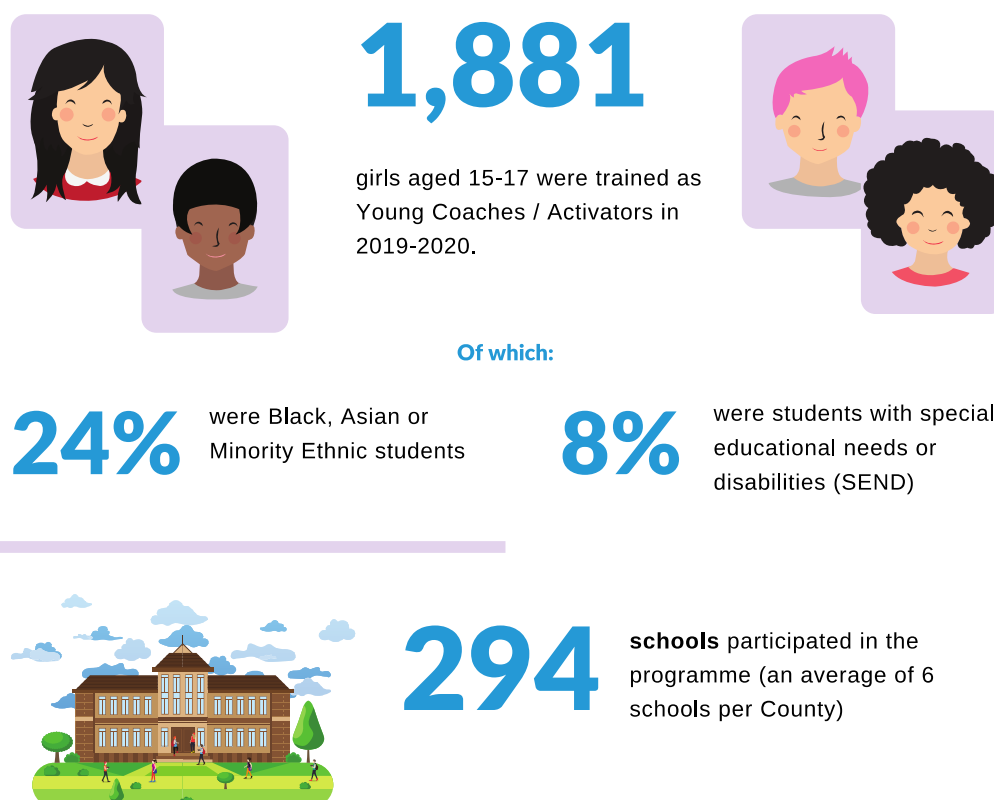 1,881
girls aged 15-17 were trained as
Young Coaches / Activators in
2019-2020.
Of which:
24%
were Black, Asian or
Minority Ethnic students
8%
were students with special
educational needs or
disabilities (SEND)
294
schools participated in the
programme (an average of 6
schools per County)